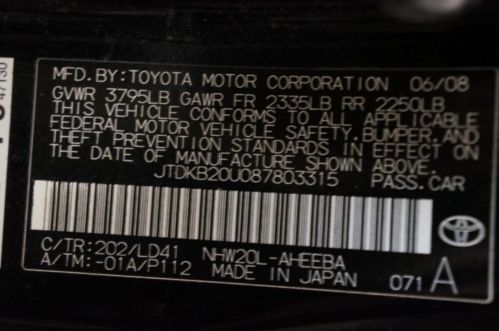 MFD.BY:TOYOTA MOTOR CORPORATION 06/08
GVWR 3795LB GAWR FR 2335LB RR 2250LB
THIS VEHICLE CONFORMS TO ALL APPLICABLE
FEDERAL MOTOR VEHICLE SAFETY,BUMPER,AND
THEFT PREVENTION STANDARDS IN EFFECT ON
THE DATE OF MANUFACTURE SHOWN ABOVE.
JTDKB20U087803315 PASS.CAR
TOYOTA
C/TR:202/LD41 NHW20L-AHEEBA
A/TM:-01A/P112 MADE IN JAPAN 071 A
47130